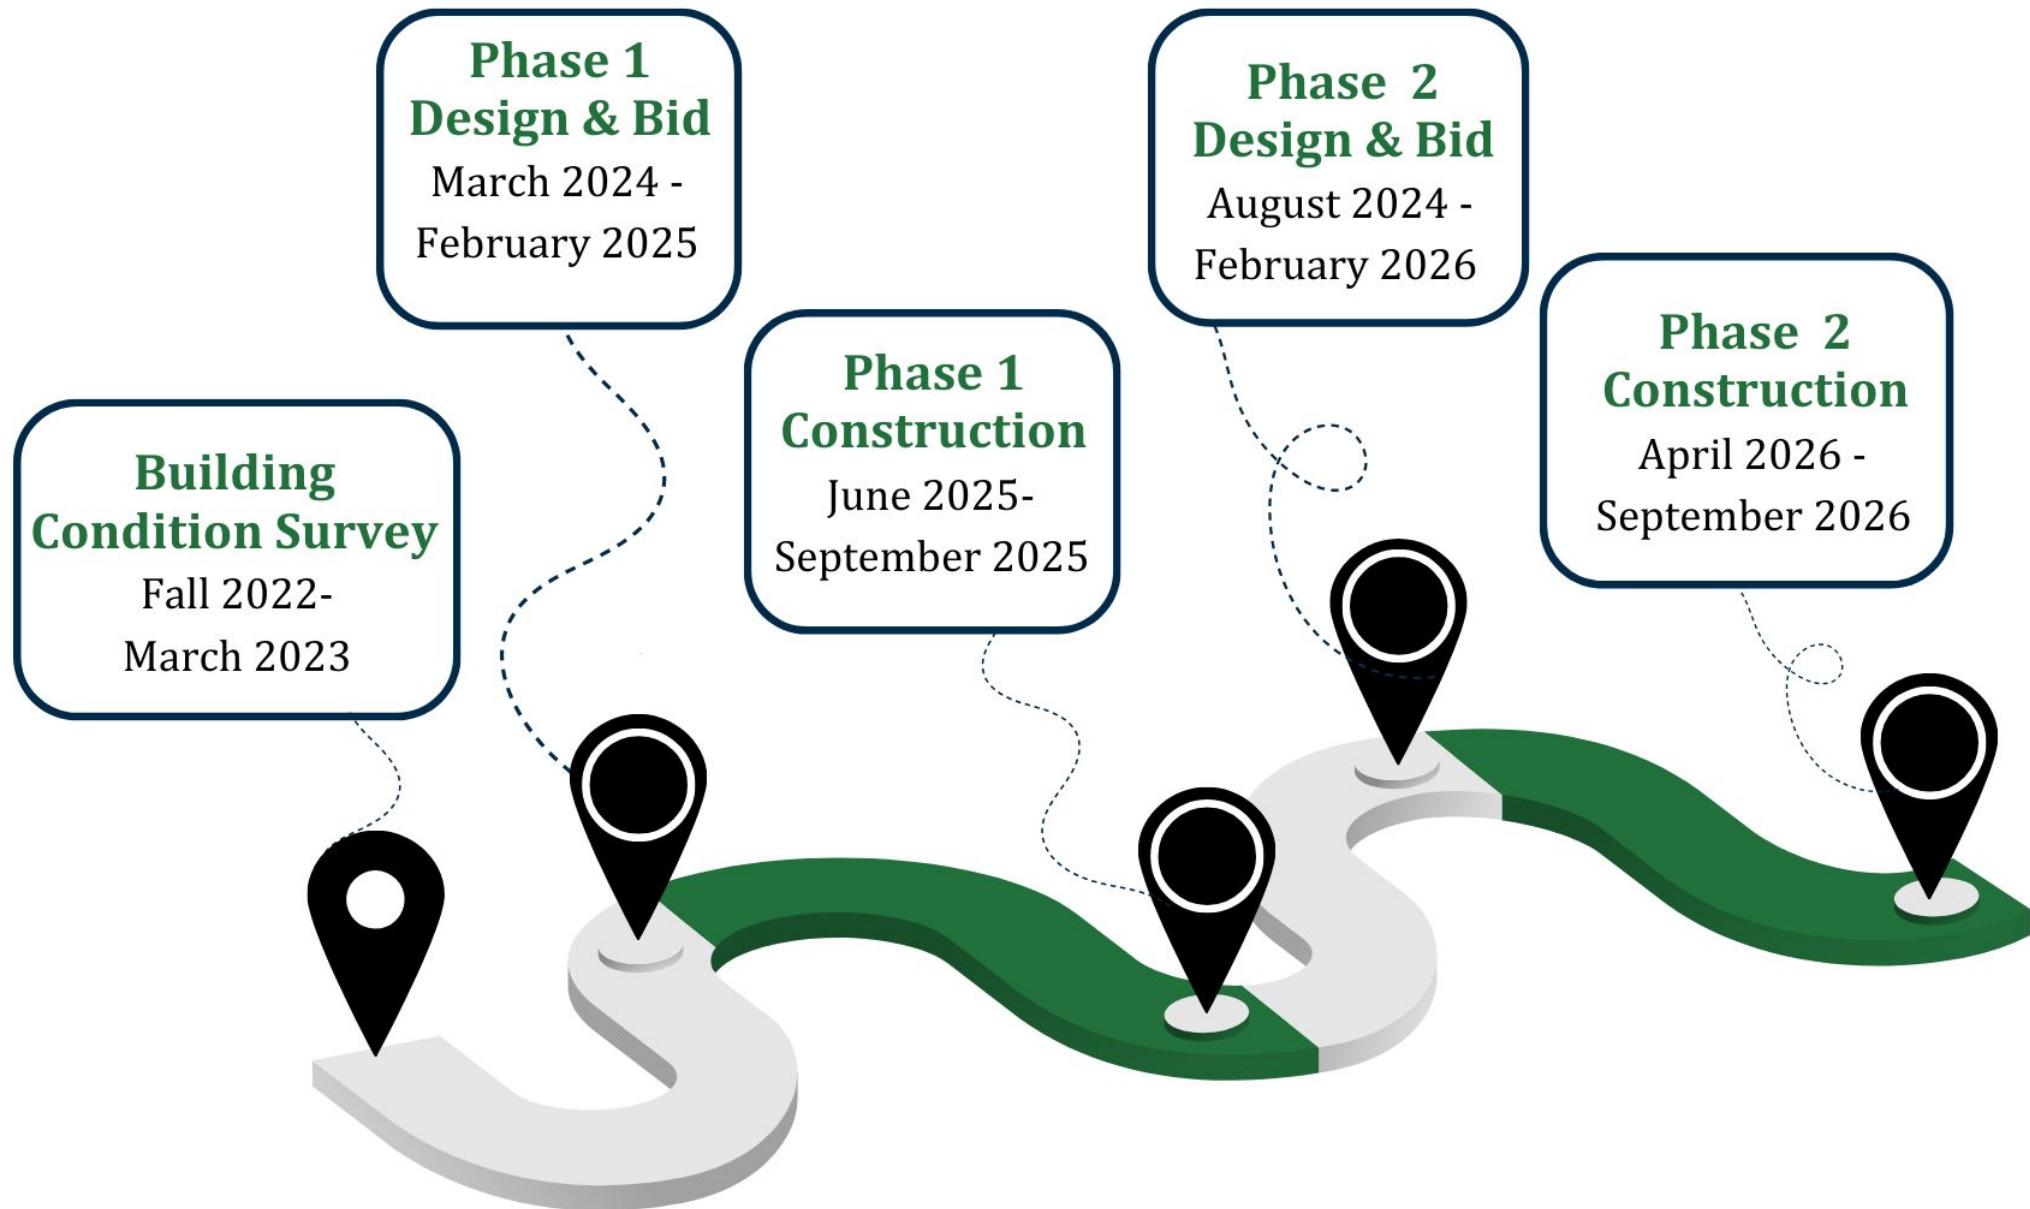 Building
Condition Survey
Fall 2022-
March 2023
Phase 1
Design & Bid
March 2024 -
February 2025
Phase 1
Construction
June 2025-
September 2025
Phase 2
Design & Bid
August 2024 -
February 2026
Phase 2
Construction
April 2026 -
September 2026